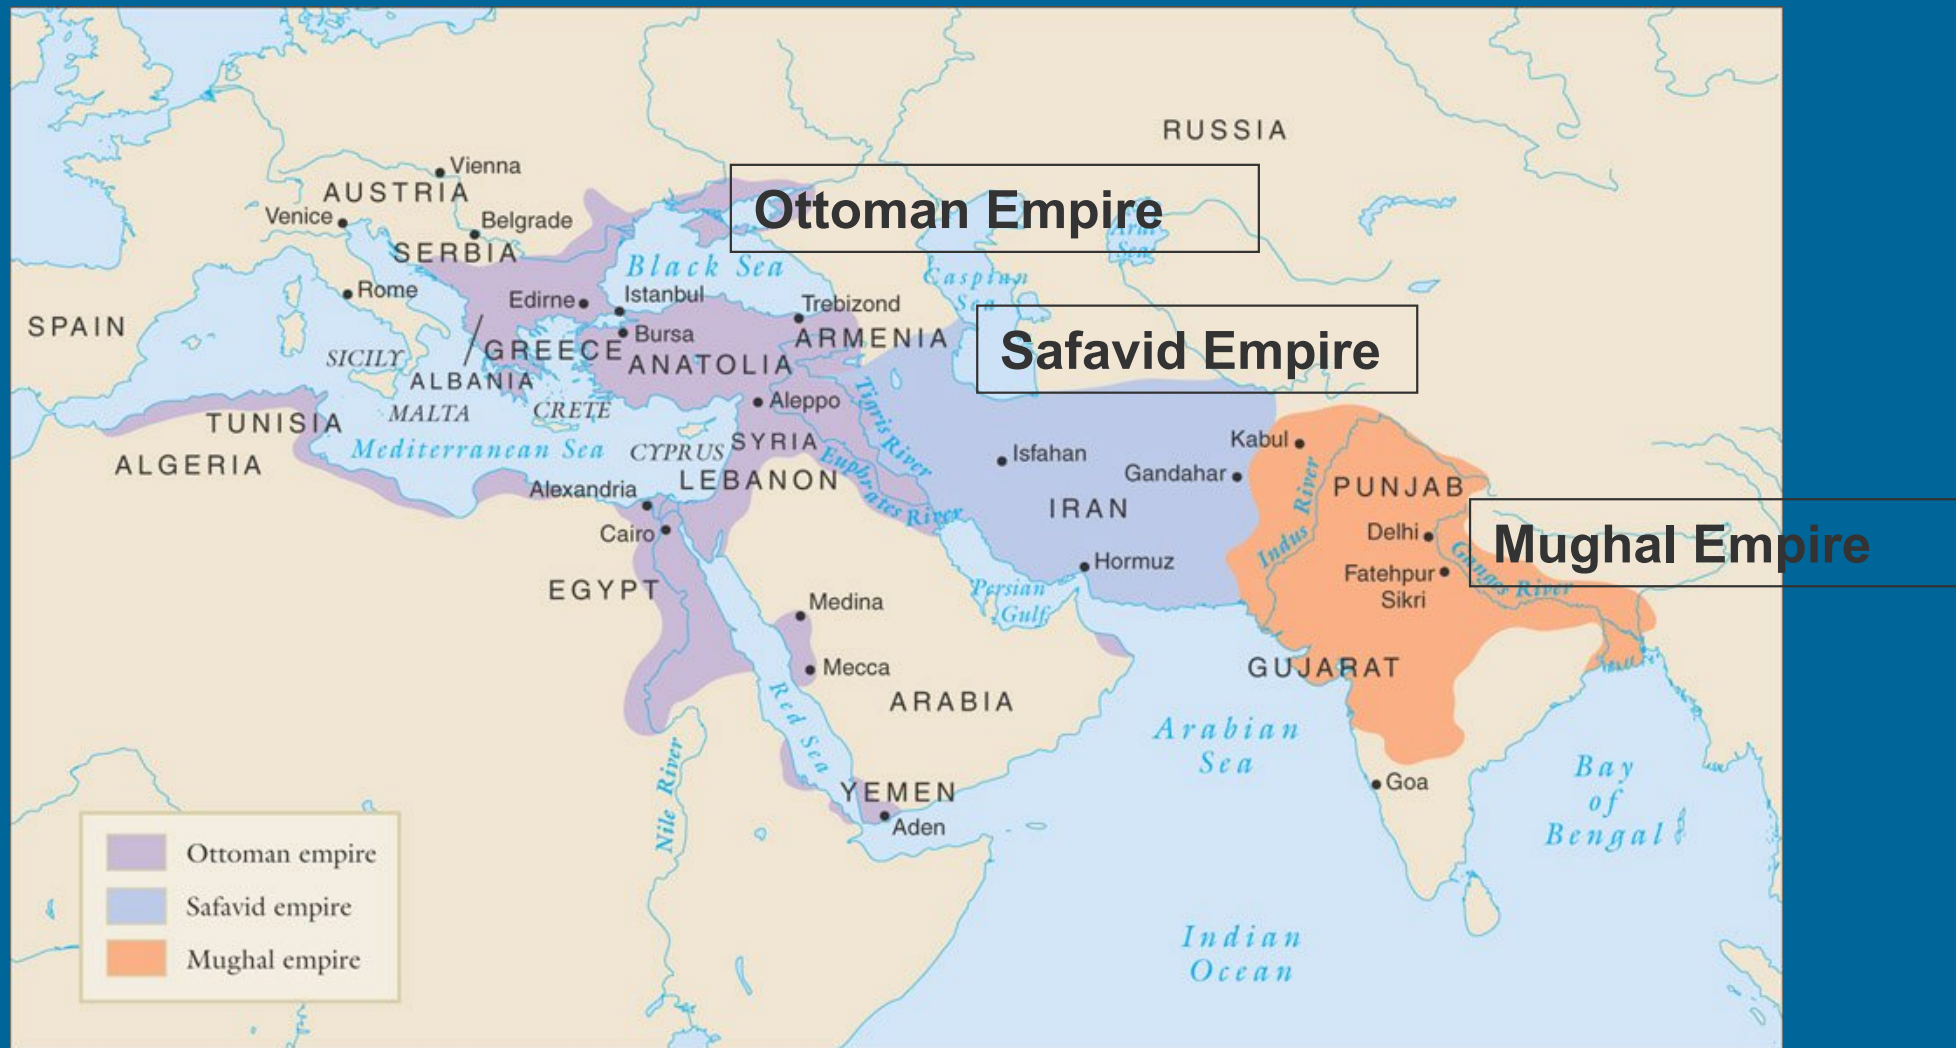 RUSSIA
Vienna
AUSTRIA
Ottoman Empire
Venice
Belgrade
Aral
Sea
SERBIA
Black Sea
Caspian
Sea
Rome
Edirne
Istanbul
Trebizond
SPAIN
Bursa
ARMENIA
Safavid Empire
SICILY
GREECE
ANATOLIA
ALBANIA
Aleppo
Tigris River
MALTA
CRETE
TUNISIA
Mediterranean Sea
CYPRUS
SYRIA
Kabul
Isfahan
ALGERIA
LEBANON
Euphrates River
Gandahar
Indus River
PUNJAB
Alexandria
IRAN
Cairo
Delhi
Ganges River
Mughal Empire
Hormuz
Fatehpur
Sikri
EGYPT
Persian
Gulf
Medina
Mecca
GUJARAT
ARABIA
Red Sea
Arabian
Sea
Nile River
YEMEN
Goa
Bay
of
Bengal
Aden
Ottoman empire
Safavid empire
Mughal empire
Indian
Ocean